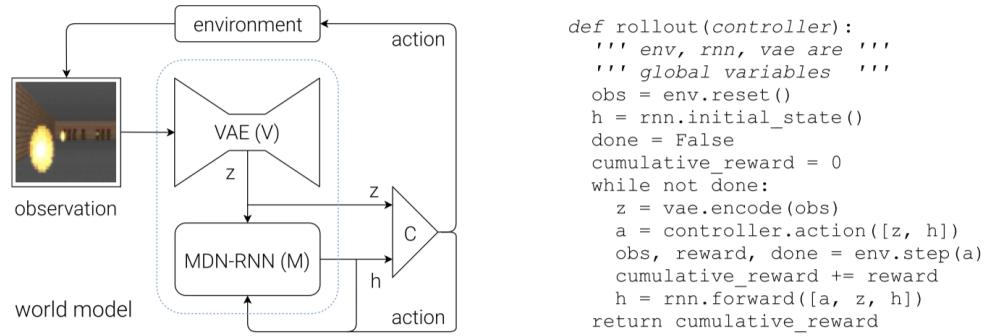 environment
action
VAE (V)
z
z
observation
C
MDN-RNN (M)
h
world model
action
def rollout(controller):
  ''' env, rnn, vae are '''
  ''' global variables  '''
  obs = env.reset()
  h = rnn.initial_state()
  done = False
  cumulative_reward = 0
  while not done:
    z = vae.encode(obs)
    a = controller.action([z, h])
    obs, reward, done = env.step(a)
    cumulative_reward += reward
    h = rnn.forward([a, z, h])
  return cumulative_reward